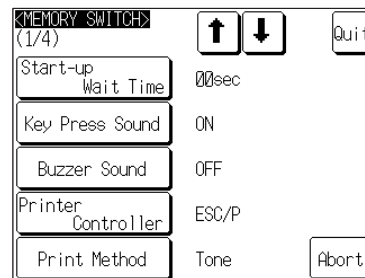 <MEMORY SWITCH>
(1/4)
Quit
Start-up
Wait Time
00sec
Key Press Sound
ON
Buzzer Sound
OFF
Printer
Controller
ESC/P
Print Method
Tone
Abort